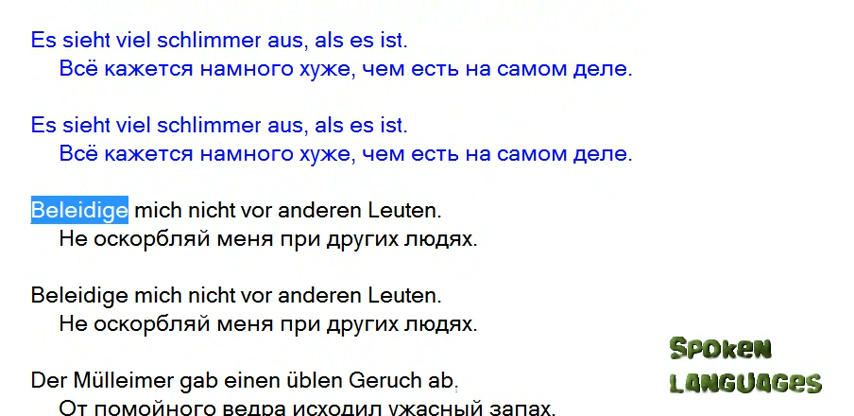 Es sieht viel schlimmer aus, als es ist.
Всё кажется намного хуже, чем есть на самом деле.
Es sieht viel schlimmer aus, als es ist.
Всё кажется намного хуже, чем есть на самом деле.
Beleidige mich nicht vor anderen Leuten.
Не оскорбляй меня при других людях.
Beleidige mich nicht vor anderen Leuten.
Не оскорбляй меня при других людях.
Der Mülleimer gab einen üblen Geruch ab.
От помойного ведра исходил ужасный запах.
Spoken
Languages